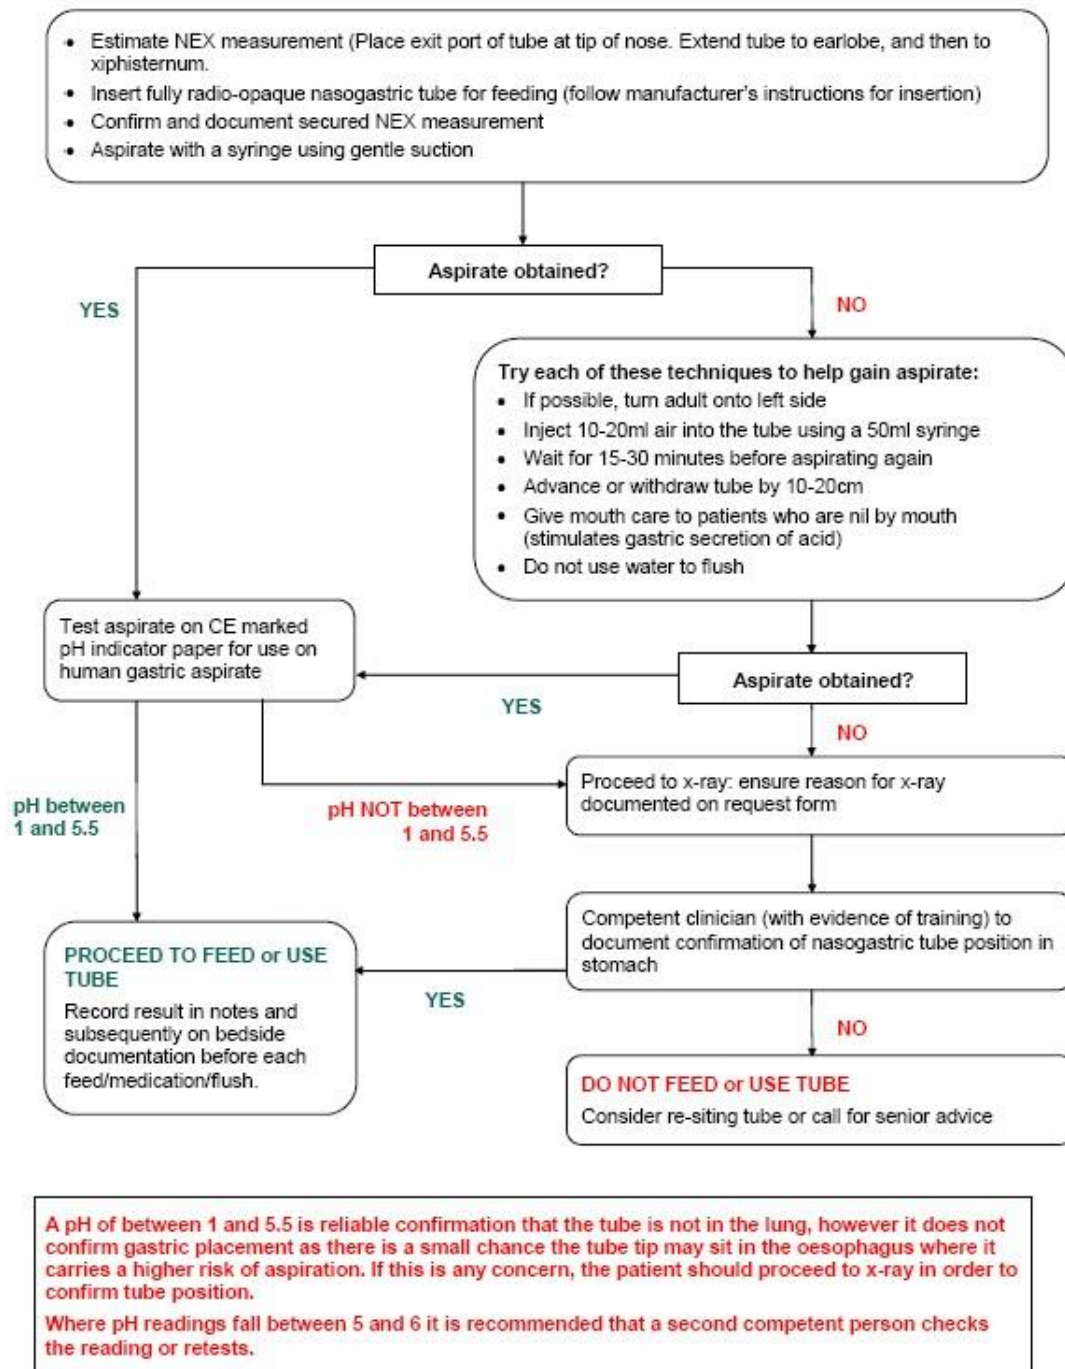 • Estimate NEX measurement (Place exit port of tube at tip of nose. Extend tube to earlobe, and then to
xiphisternum.
• Insert fully radio-opaque nasogastric tube for feeding (follow manufacturer's instructions for insertion)
• Confirm and document secured NEX measurement
• Aspirate with a syringe using gentle suction
Aspirate obtained?
YES
NO
Try each of these techniques to help gain aspirate:
• If possible, turn adult onto left side
• Inject 10-20ml air into the tube using a 50ml syringe
• Wait for 15-30 minutes before aspirating again
• Advance or withdraw tube by 10-20cm
• Give mouth care to patients who are nil by mouth
(stimulates gastric secretion of acid)
• Do not use water to flush
Test aspirate on CE marked
pH indicator paper for use on
human gastric aspirate
Aspirate obtained?
YES
NO
pH between
1 and 5.5
pH NOT between
1 and 5.5
Proceed to x-ray: ensure reason for x-ray
documented on request form
Competent clinician (with evidence of training) to
document confirmation of nasogastric tube position in
stomach
PROCEED TO FEED or USE
TUBE
Record result in notes and
subsequently on bedside
documentation before each
feed/medication/flush.
YES
NO
DO NOT FEED or USE TUBE
Consider re-siting tube or call for senior advice
A pH of between 1 and 5.5 is reliable confirmation that the tube is not in the lung, however it does not
confirm gastric placement as there is a small chance the tube tip may sit in the oesophagus where it
carries a higher risk of aspiration. If this is any concern, the patient should proceed to x-ray in order to
confirm tube position.
Where pH readings fall between 5 and 6 it is recommended that a second competent person checks
the reading or retests.